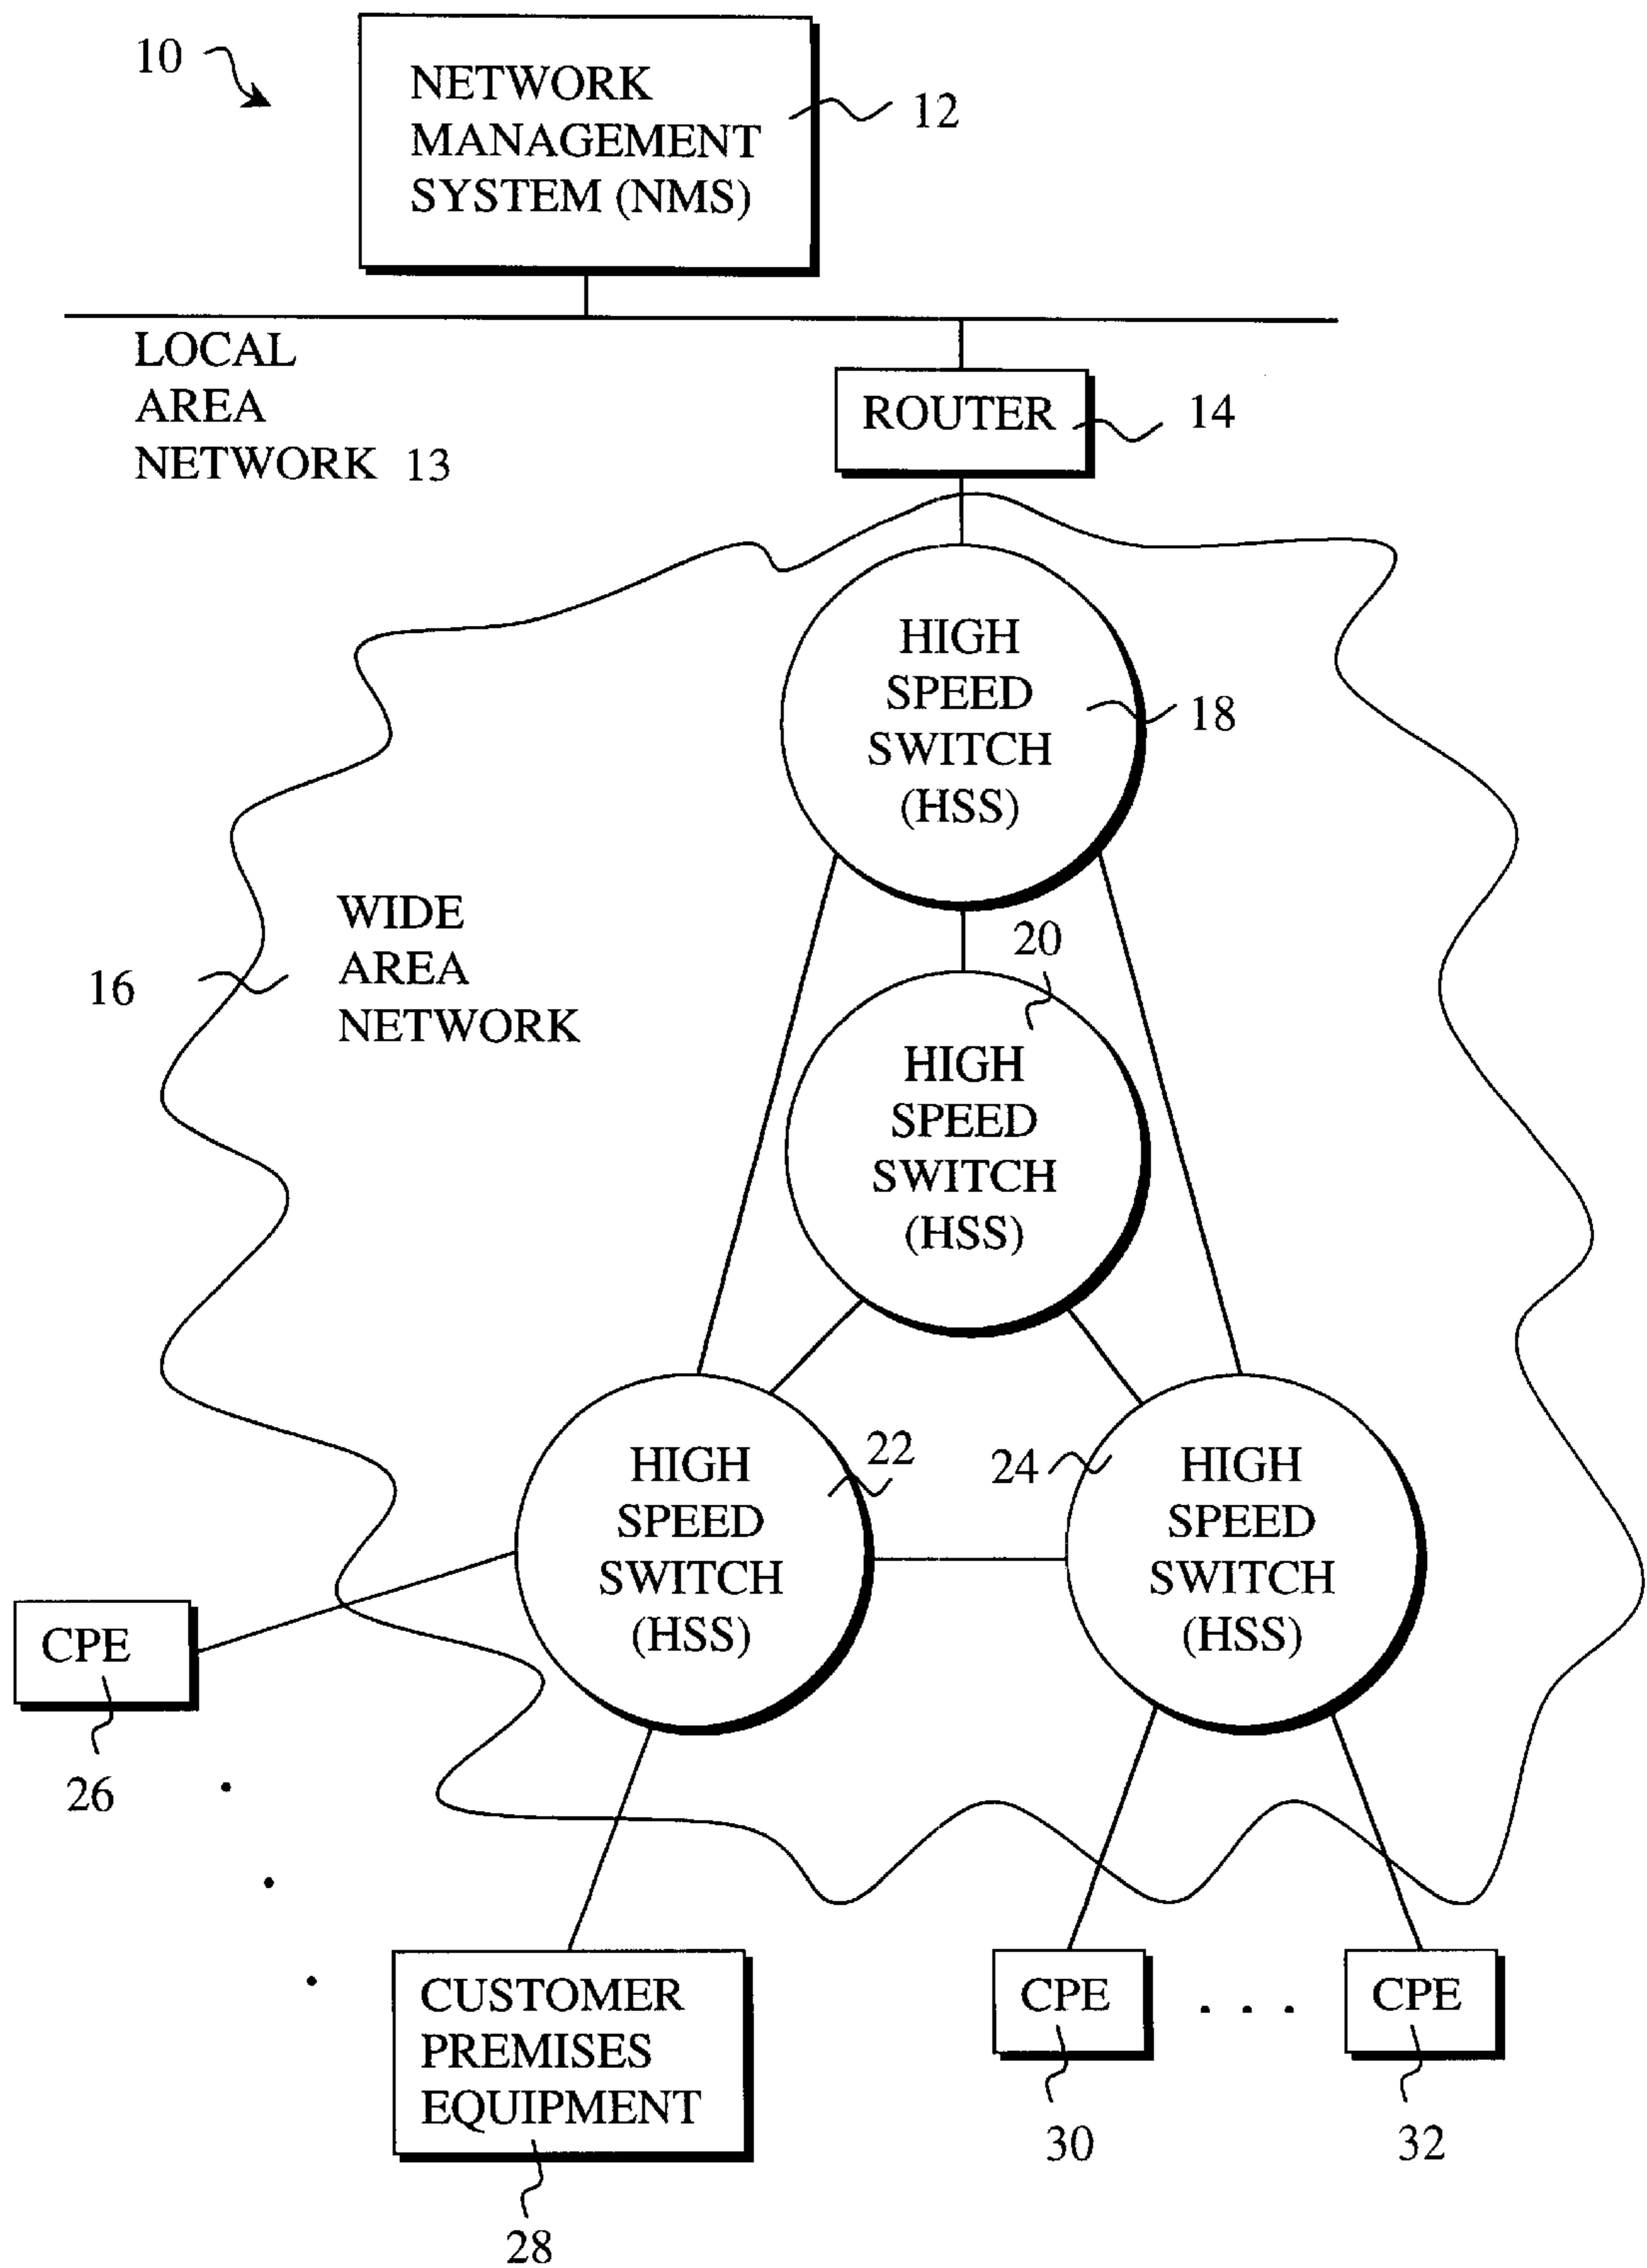 10
NETWORK
MANAGEMENT
SYSTEM (NMS)
12
LOCAL
AREA
NETWORK 13
ROUTER
14
HIGH
SPEED
SWITCH
(HSS)
18
WIDE
AREA
NETWORK
16
20
HIGH
SPEED
SWITCH
(HSS)
HIGH
SPEED
SWITCH
(HSS)
22
24
HIGH
SPEED
SWITCH
(HSS)
CPE
26
CUSTOMER
PREMISES
EQUIPMENT
28
CPE
30
. . .
CPE
32